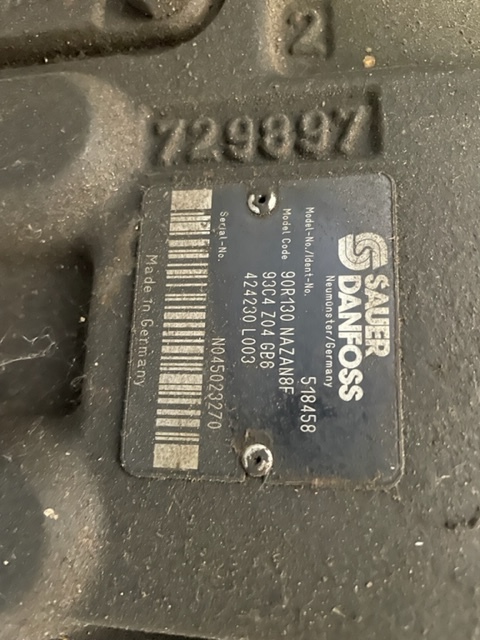 2
729897
SAUER
DANFOSS
Neumünster/Germany
Model-No./Ident-No.
518458
Model Code 90R130 NAZAN8F
93C4 Z04 GB6
424230 L003
Serial-No.
N045023270
Made in Germany